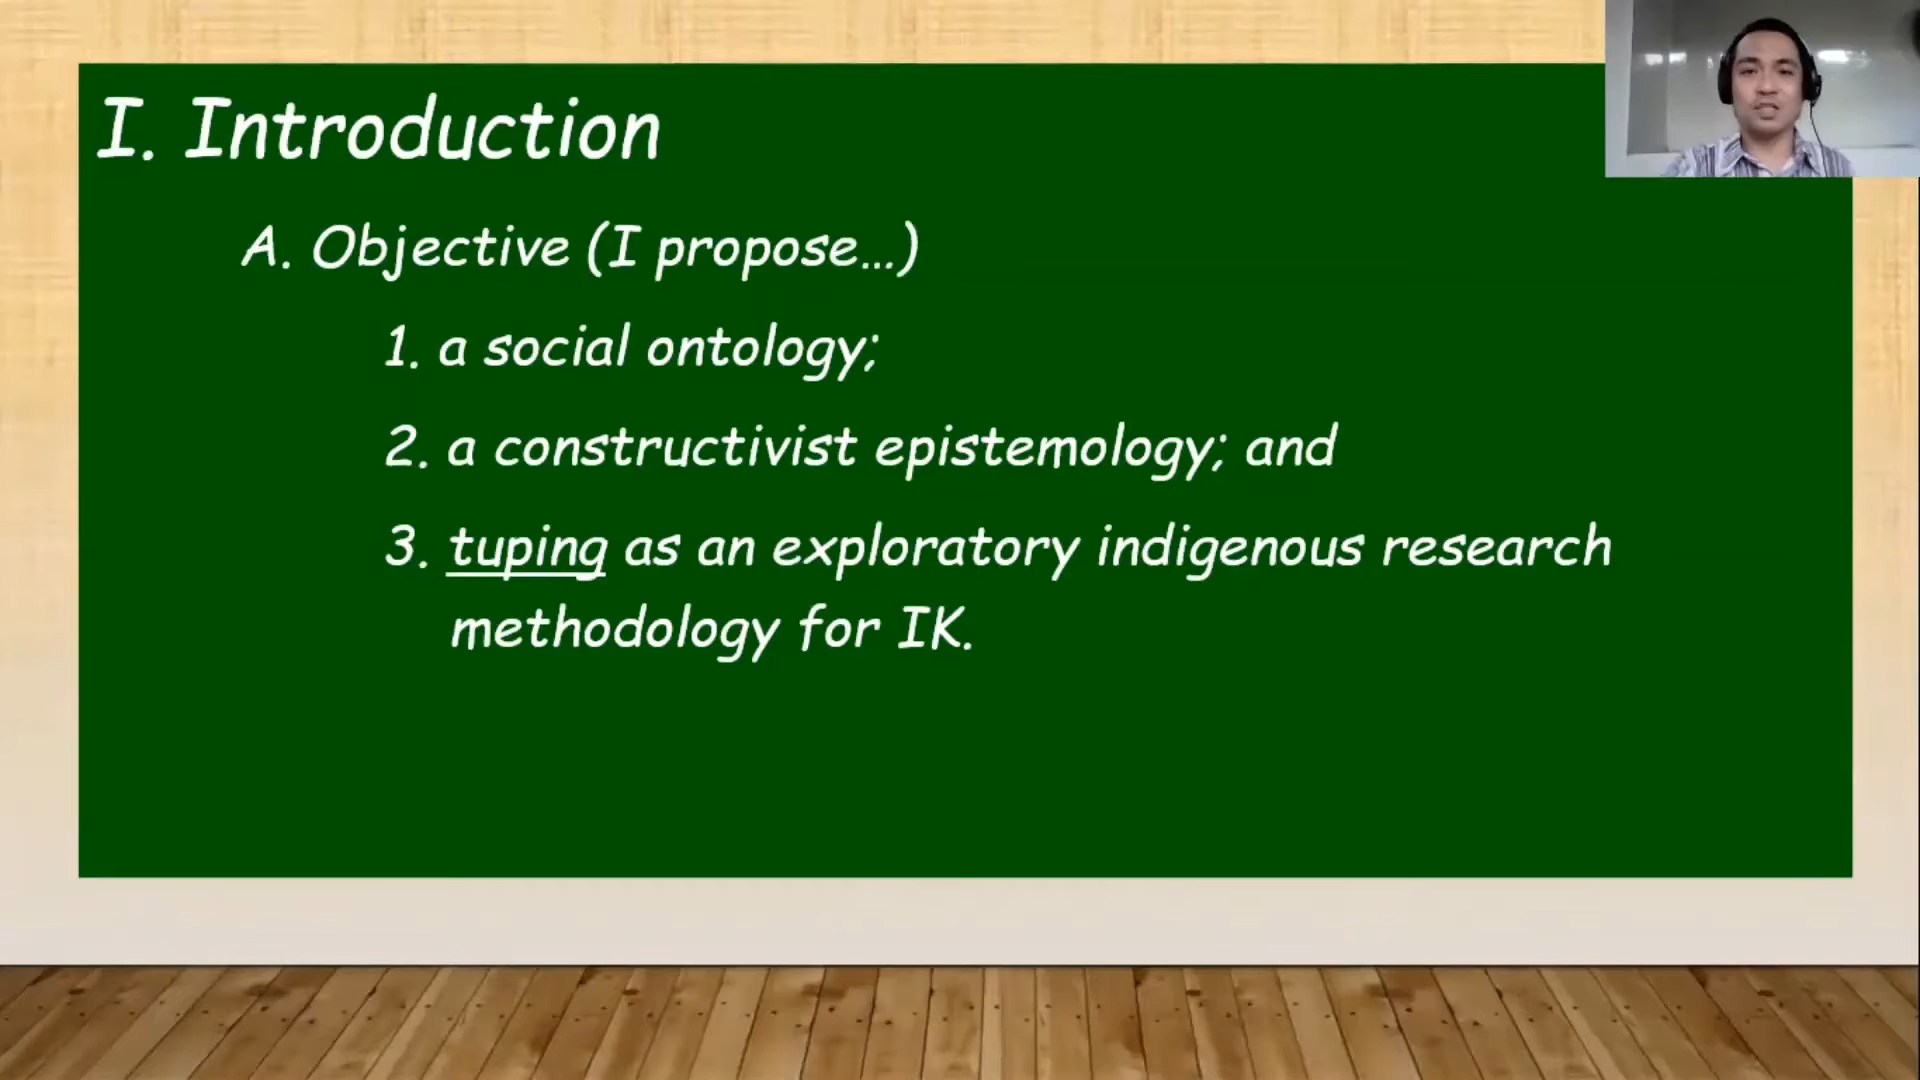 I. Introduction
A. Objective (I propose...)
1. a social ontology;
2. a constructivist epistemology; and
3. tuping as an exploratory indigenous research
methodology for IK.